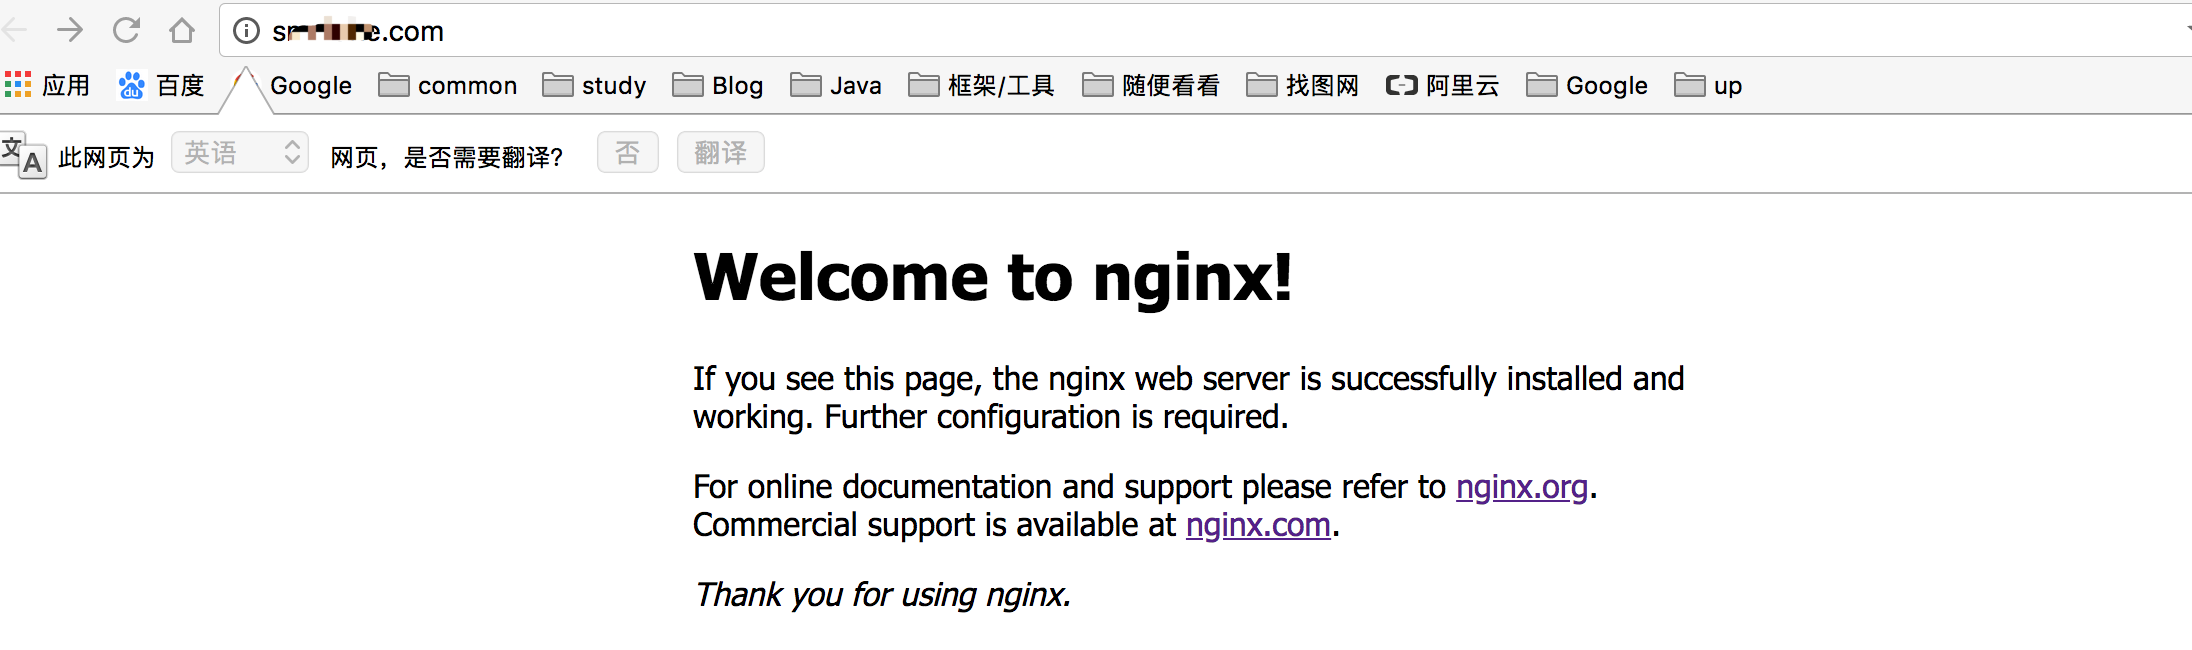 .com
应用 百度 Google common study Blog Java 框架/工具 随便看看 找图网 阿里云 Google up
此网页为 英语 网页，是否需要翻译？ 否 翻译
Welcome to nginx!
If you see this page, the nginx web server is successfully installed and
working. Further configuration is required.
For online documentation and support please refer to nginx.org.
Commercial support is available at nginx.com.
Thank you for using nginx.